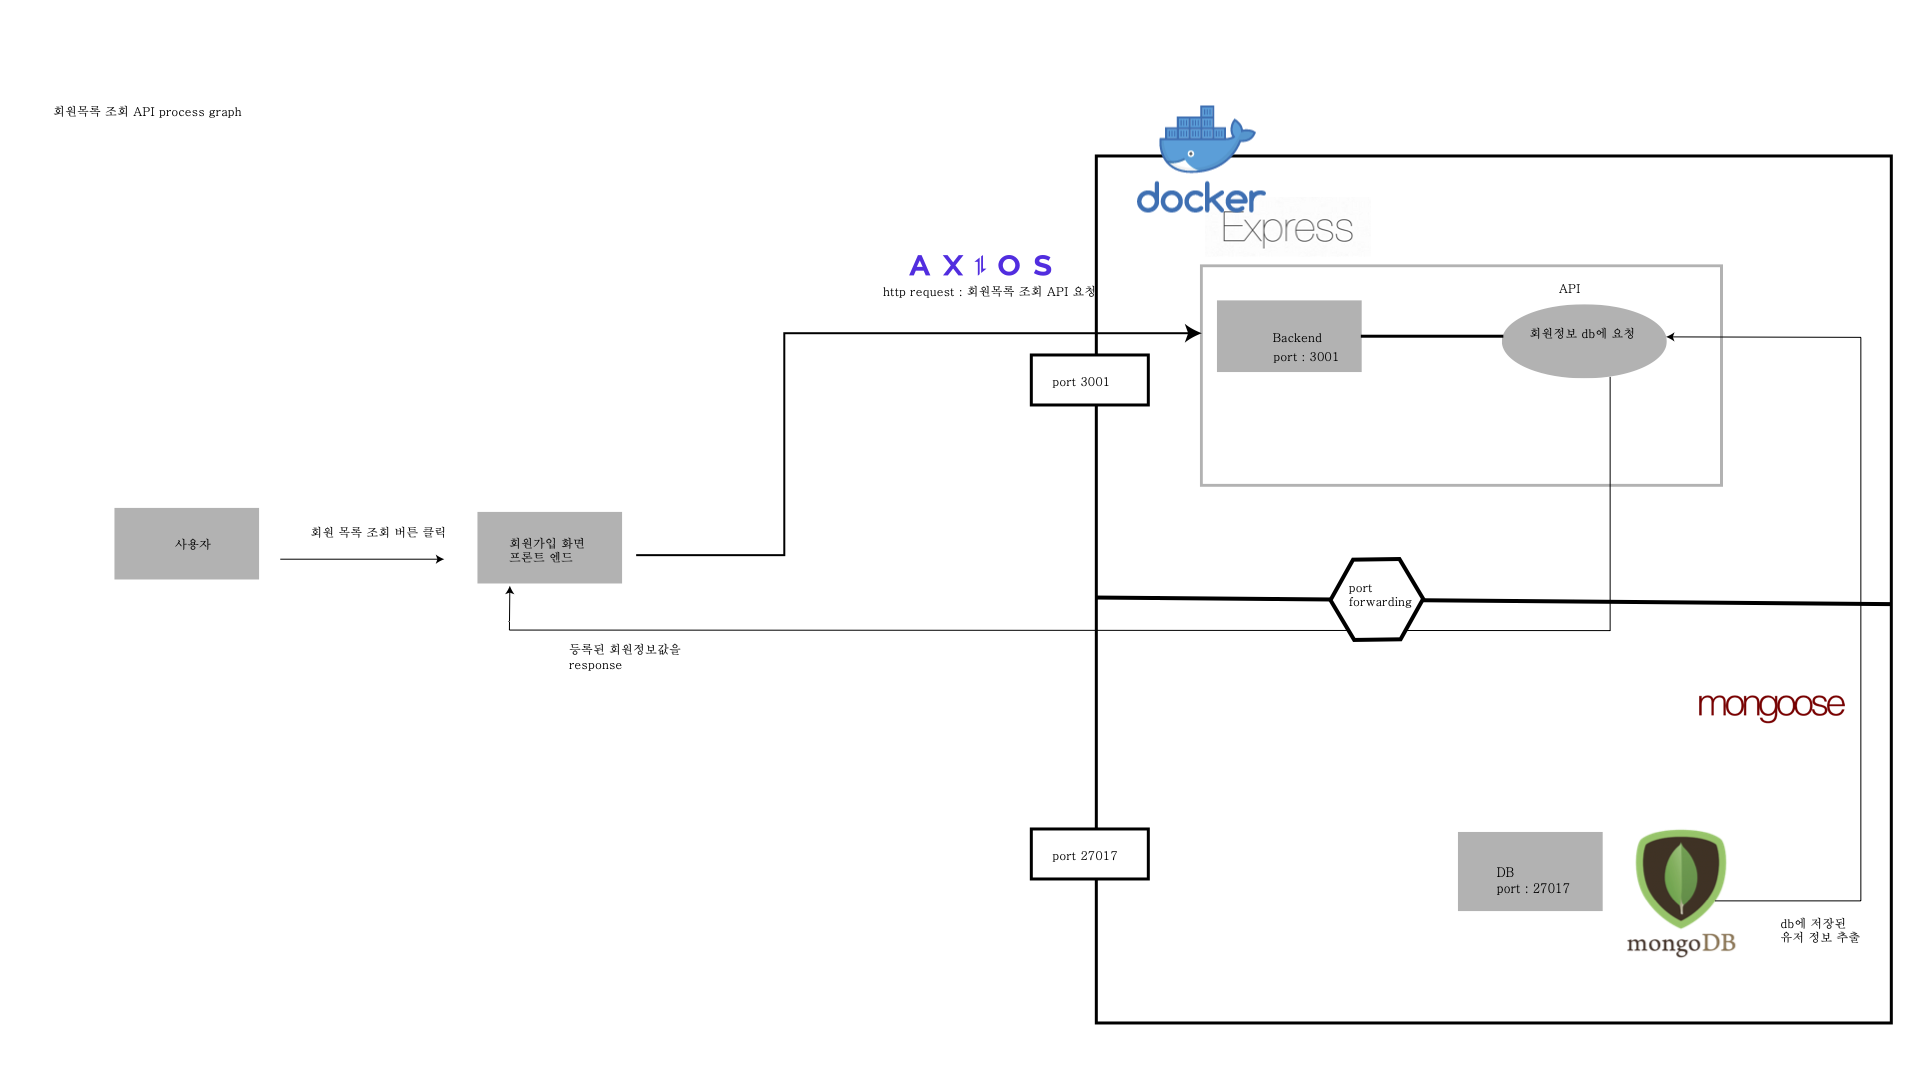 회원목록 조회 API process graph
docker
Express
AXIOS
http request : 회원목록 조회 API 요청
API
Backend
port : 3001
회원정보 db에 요청
port 3001
사용자
회원 목록 조회 버튼 클릭
회원가입 화면
프론트 엔드
port
forwarding
등록된 회원정보값을
response
mongoose
port 27017
DB
port : 27017
mongoDB
db에 저장된
유저 정보 추출